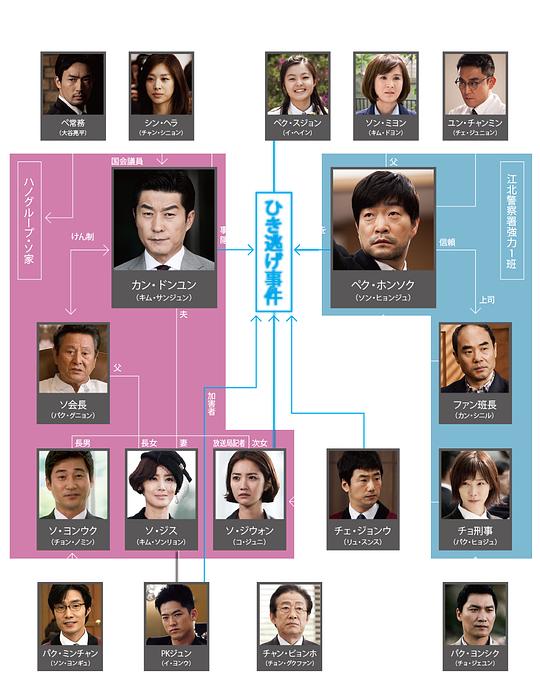 ペ常務
(大谷亮平)
シン・ヘラ
(チャン・シニョン)
ペク・スジョン
(イ・ヘイン)
ソン・ミヨン
(キム・ドヨン)
ユン・チャンミン
(チェ・ジュニョン)
ハノグループ・ソ家
国会議員
けん制
カン・ドンユン
(キム・サンジュン)
ひき逃げ事件
父
ペク・ホンソク
(ソン・ヒョンジュ)
江北警察署強力1班
信頼
上司
夫
ソ会長
(パク・グニョン)
父
加害者
ファン班長
(カン・シニル)
長男
長女
妻
放送局記者
次女
ソ・ヨンウク
(チョン・ノミン)
ソ・ジス
(キム・ソンリョン)
ソ・ジウォン
(コ・ジュニ)
チェ・ジョンウ
(リュ・スンス)
チョ刑事
(パク・ヒョジュ)
パク・ミンチャン
(ソン・ヨンギュ)
PKジュン
(イ・ヨンウ)
チャン・ビョンホ
(チョン・グクファン)
パク・ヨンシク
(チョ・ジェユン)